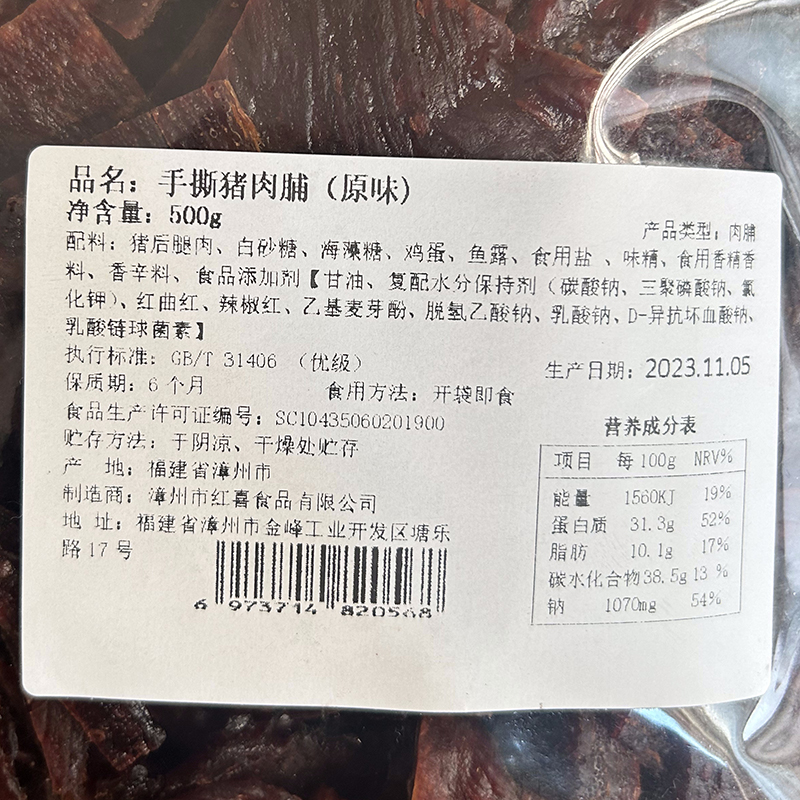 品名：手撕猪肉脯（原味）
净含量：500g
产品类型：肉脯
配料：猪后腿肉、白砂糖、海藻糖、鸡蛋、鱼露、食用盐 、味精、食用香精香
料、香辛料、食品添加剂【甘油、复配水分保持剂（碳酸钠、三聚磷酸钠、氯
化钾）、红曲红、辣椒红、乙基麦芽酚、脱氢乙酸钠、乳酸钠、D-异抗坏血酸钠、
乳酸链球菌素】
执行标准：GB/T 31406 （优级）
生产日期：2023.11.05
保质期：6 个月
食用方法：开袋即食
食品生产许可证编号：SC10435060201900
贮存方法：于阴凉、干燥处贮存
产 地：福建省漳州市
制造商：漳州市红喜食品有限公司
地 址：福建省漳州市金峰工业开发区塘乐
路 17 号
6 973714 820568
营养成分表
项目 每 100g NRV%
能量 1560KJ 19%
蛋白质 31.3g 52%
脂肪 10.1g 17%
碳水化合物 38.5g 13 %
钠 1070mg 54%